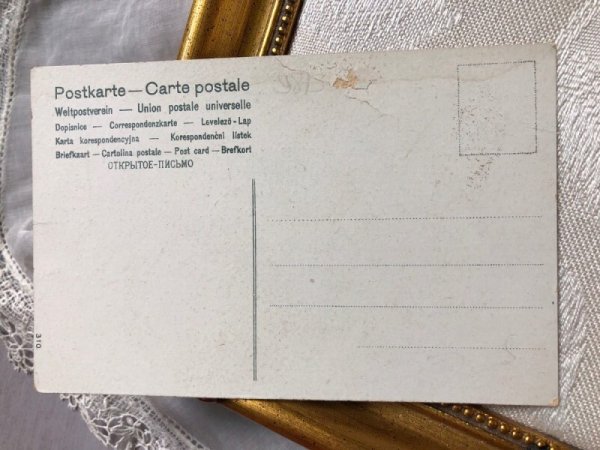 Postkarte — Carte postale
Weltpostverein — Union postale universelle
Dopisnice — Correspondenzkarte — Levelező-Lap
Karta korespondencyjna — Korespondenční lístek
Briefkaart — Cartolina postale — Post card — Brefkort
ОТКРЫТОЕ-ПИСЬМО
310